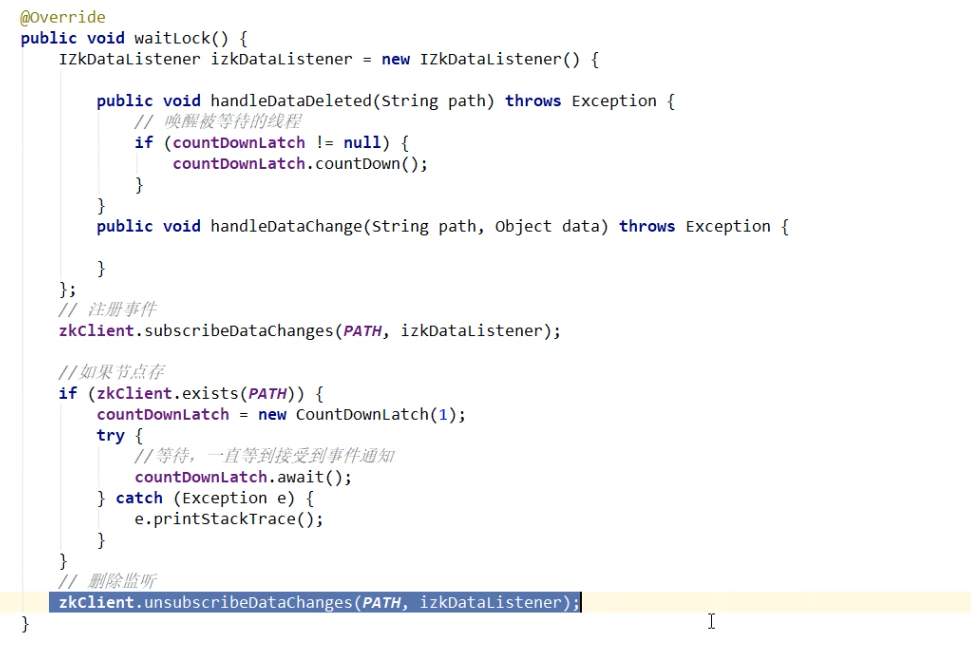 @Override
public void waitLock() {
    IZkDataListener izkDataListener = new IZkDataListener() {
        public void handleDataDeleted(String path) throws Exception {
            // 唤醒被等待的线程
            if (countDownLatch != null) {
                countDownLatch.countDown();
            }
        }
        public void handleDataChange(String path, Object data) throws Exception {
        }
    };
    // 注册事件
    zkClient.subscribeDataChanges(PATH, izkDataListener);
    //如果节点存
    if (zkClient.exists(PATH)) {
        countDownLatch = new CountDownLatch(1);
        try {
            //等待，一直等到接受到事件通知
            countDownLatch.await();
        } catch (Exception e) {
            e.printStackTrace();
        }
    }
    // 删除监听
    zkClient.unsubscribeDataChanges(PATH, izkDataListener);
}